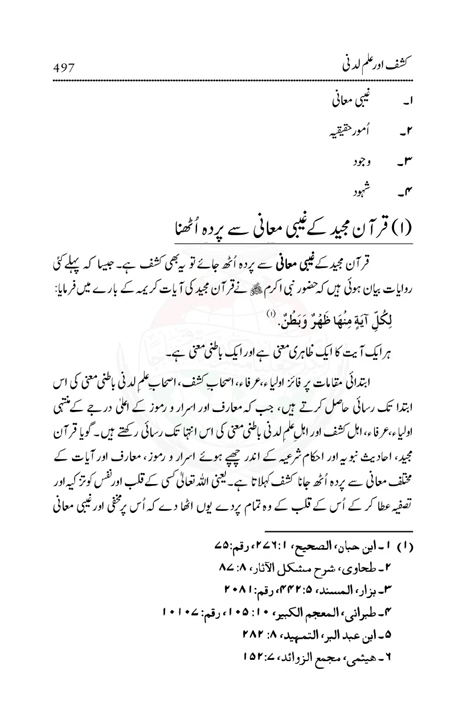 کشف اور علم لدنی
497
۱۔ غیبی معانی
۲۔ اُمورِ حقیقیہ
۳۔ وجود
۴۔ شہود
(۱) قرآن مجید کے غیبی معانی سے پردہ اُٹھنا
قرآن مجید کے غیبی معانی سے پردہ اُٹھ جائے تو یہ بھی کشف ہے۔ جیسا کہ پہلے کئی
روایات بیان ہوئی ہیں کہ حضور نبی اکرم ﷺ نے قرآن مجید کی آیات کریمہ کے بارے میں فرمایا:
لِكُلِّ آيَةٍ مِنْهَا ظَهْرٌ وَبَطْنٌ. (۱)
ہر ایک آیت کا ایک ظاہری معنی ہے اور ایک باطنی معنی ہے۔
ابتدائی مقامات پر فائز اولیاء، عرفاء، اصحابِ کشف، اصحابِ علمِ لدنی باطنی معنی کی اس
ابتدا تک رسائی حاصل کرتے ہیں، جب کہ معارف اور اسرار و رموز کے اعلیٰ درجے کے منتہی
اولیاء، عرفاء، اہل کشف اور اہلِ علمِ لدنی باطنی معنی کی اس انتہا تک رسائی رکھتے ہیں۔ گویا قرآن
مجید، احادیث نبویہ اور احکام شرعیہ کے اندر چھپے ہوئے اسرار و رموز، معارف اور آیات کے
مختلف معانی سے پردہ اُٹھ جانا کشف کہلاتا ہے۔ یعنی اللہ تعالیٰ کسی کے قلب اور نفس کو تزکیہ اور
تصفیہ عطا کر کے اُس کے قلب کے وہ تمام پردے یوں اٹھا دے کہ اُس پر مخفی اور غیبی معانی
(۱) ۱۔ ابن حبان، الصحیح، ۱: ۲۷۶، رقم: ۷۵
۲۔ طحاوی، شرح مشکل الآثار، ۸: ۸۷
۳۔ بزار، المسند، ۵: ۴۴۲، رقم: ۲۰۸۱
۴۔ طبرانی، المعجم الکبیر، ۱۰: ۱۰۵، رقم: ۱۰۱۰۷
۵۔ ابن عبد البر، التمہید، ۸: ۲۸۲
۶۔ ہیثمی، مجمع الزوائد، ۷: ۱۵۲